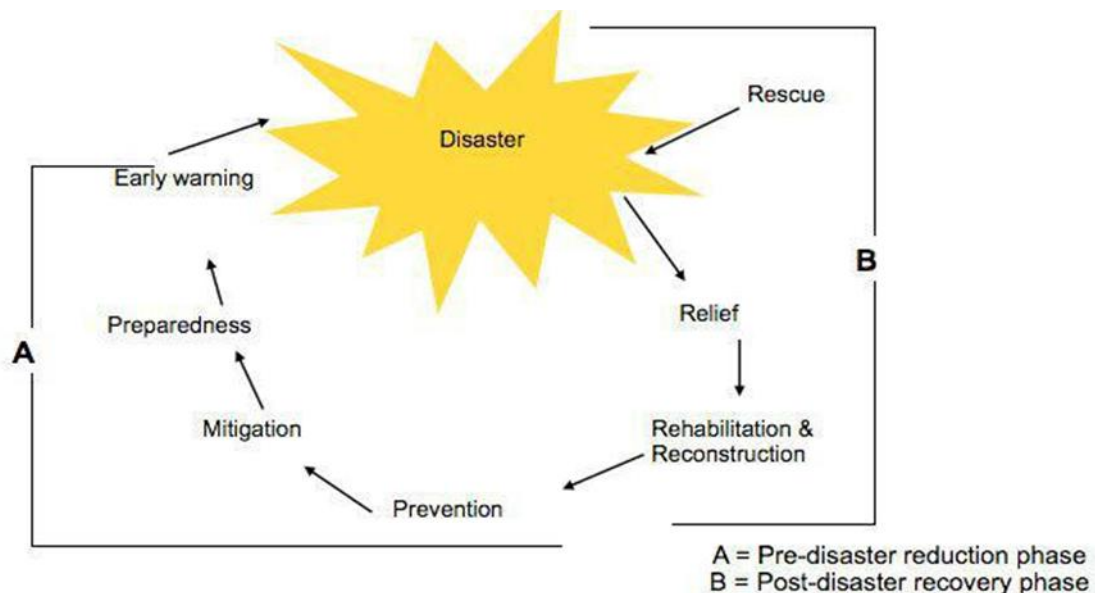 Disaster
Rescue
Early warning
B
Relief
Preparedness
A
Mitigation
Rehabilitation &
Reconstruction
Prevention
A = Pre-disaster reduction phase
B = Post-disaster recovery phase